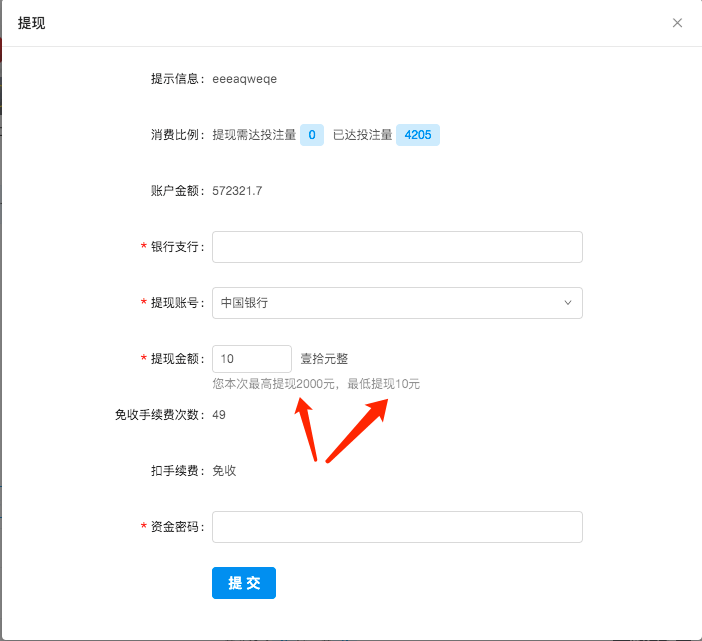 提现
提示信息： eeeaqweqe
消费比例： 提现需达投注量 0 已达投注量 4205
账户金额： 572321.7
* 银行支行：
* 提现账号： 中国银行
* 提现金额： 10 壹拾元整
您本次最高提现2000元，最低提现10元
免收手续费次数： 49
扣手续费： 免收
* 资金密码：
提 交